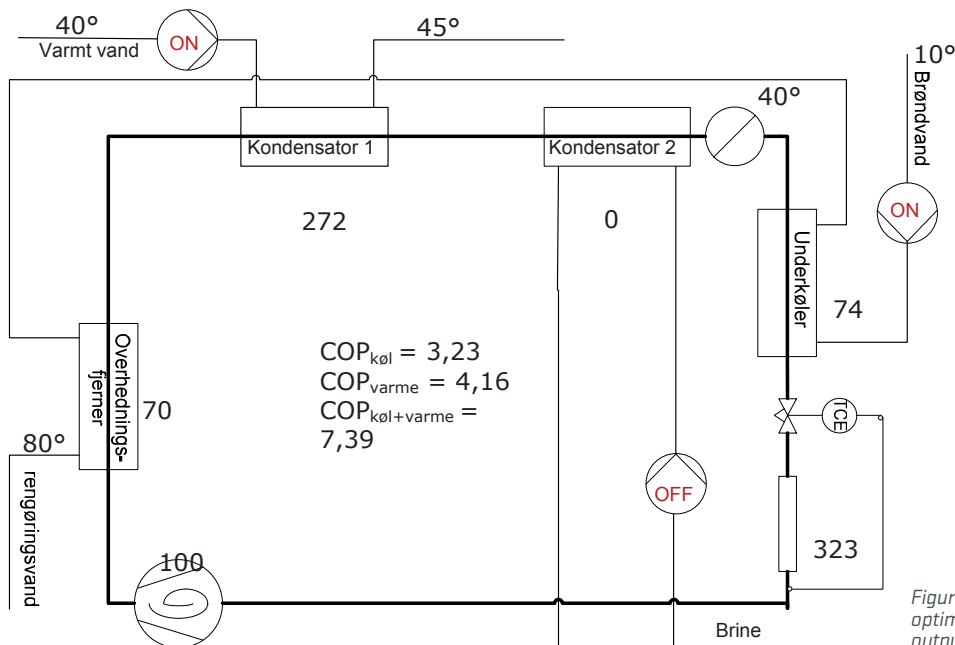 40°
Varmt vand
ON
45°
10°
Brøndvand
40°
Kondensator 1
Kondensator 2
272
0
ON
Underkøler
74
Overhednings-
fjerner
70
COPkøl = 3,23
COPvarme = 4,16
COPkøl+varme =
7,39
TCE
80°
rengøringsvand
OFF
323
100
Brine
Figur
optim
outpu